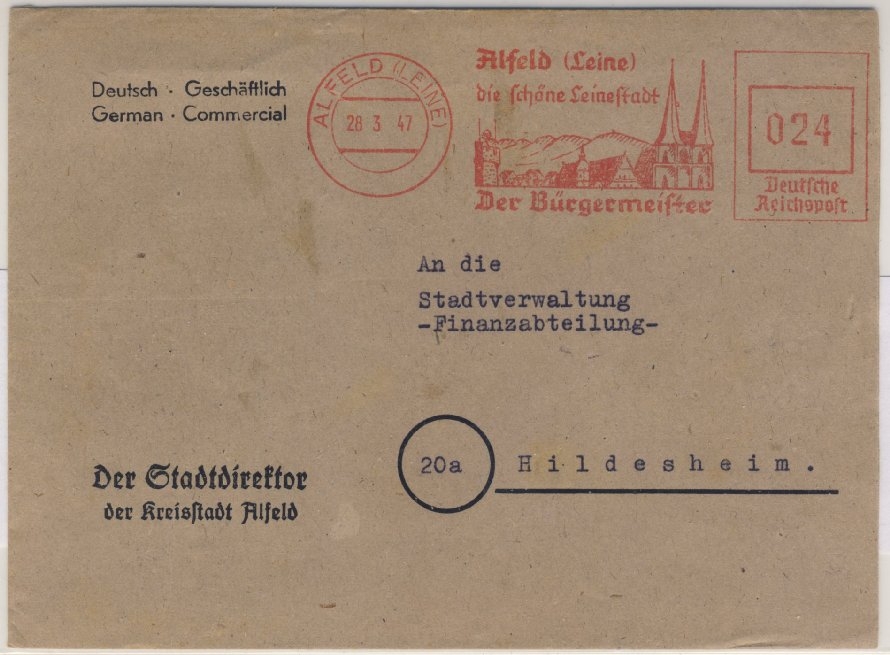 Deutsch · Geschäftlich
German · Commercial
ALFELD (LEINE)
28 3 47
Alfeld (Leine)
die schöne Leinestadt
Der Bürgermeister
024
Deutsche
Reichspost
An die
Stadtverwaltung
-Finanzabteilung-
20a Hildesheim.
Der Stadtdirektor
der Kreisstadt Alfeld